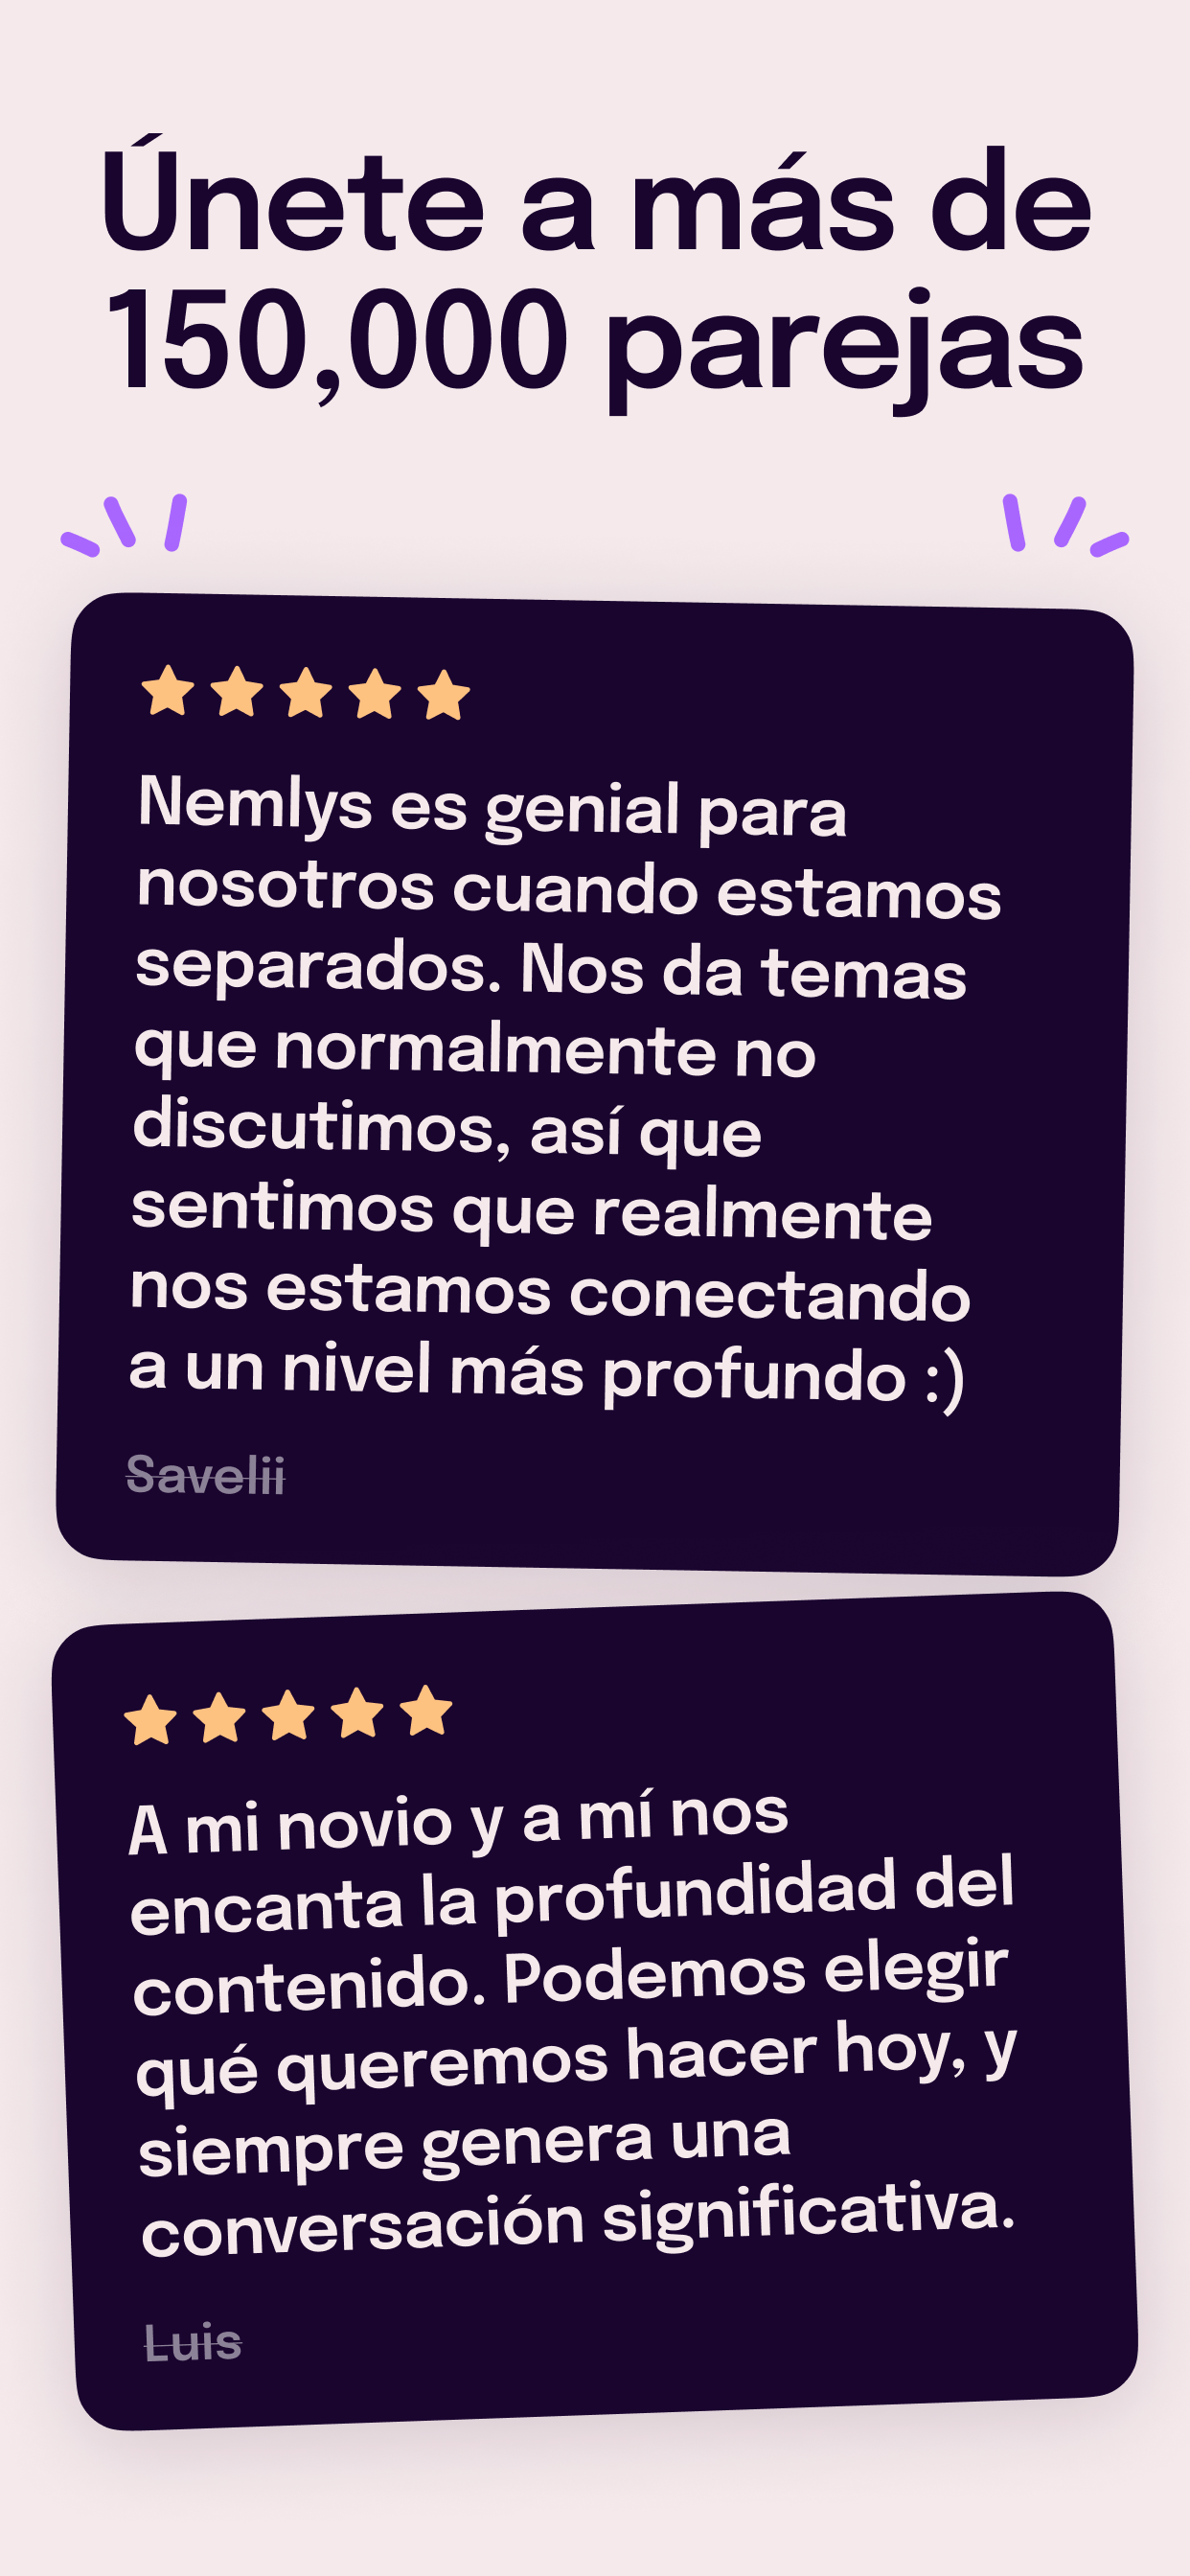 Únete a más de
150,000 parejas
Nemlys es genial para
nosotros cuando estamos
separados. Nos da temas
que normalmente no
discutimos, así que
sentimos que realmente
nos estamos conectando
a un nivel más profundo :)
Savelii
A mi novio y a mí nos
encanta la profundidad del
contenido. Podemos elegir
qué queremos hacer hoy, y
siempre genera una
conversación significativa.
Luis